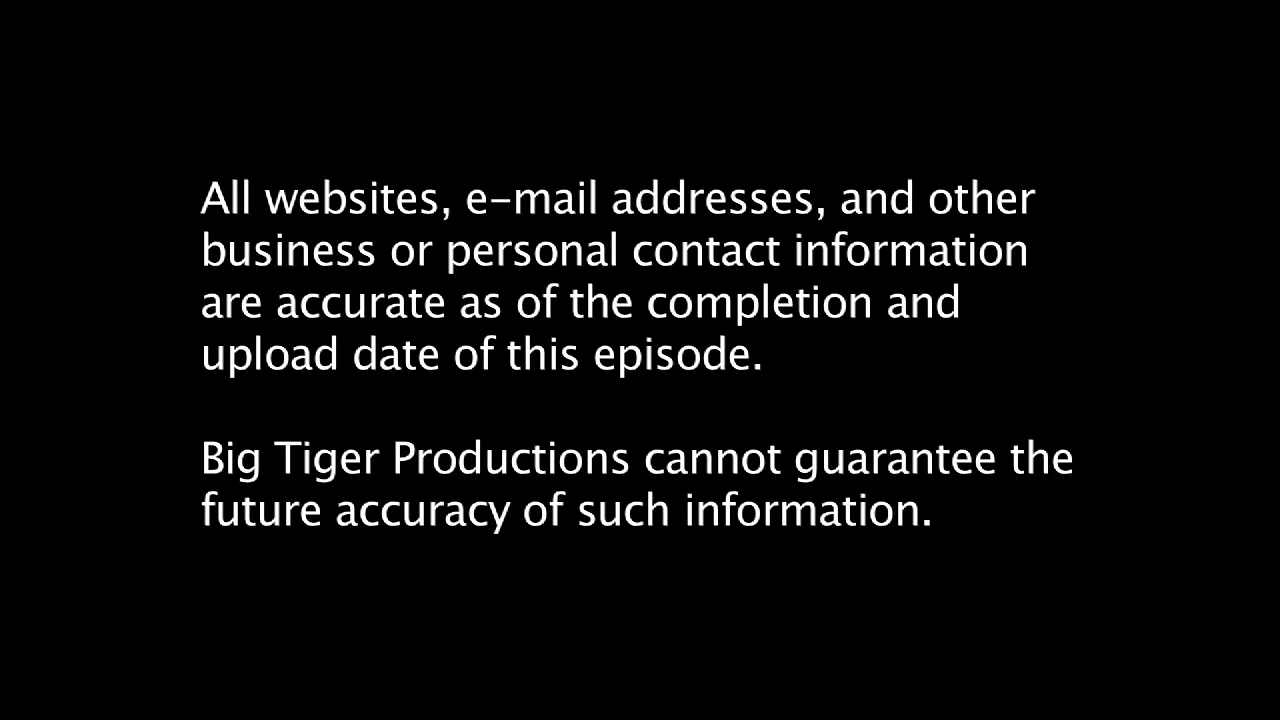 All websites, e-mail addresses, and other
business or personal contact information
are accurate as of the completion and
upload date of this episode.
Big Tiger Productions cannot guarantee the
future accuracy of such information.